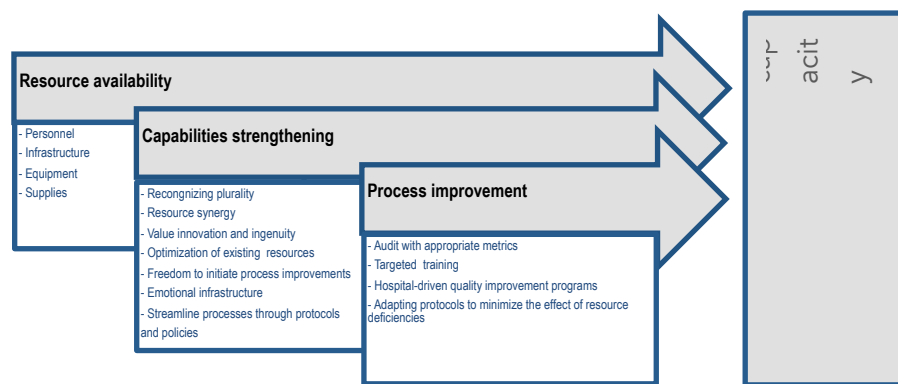 Resource availability
- Personnel
- Infrastructure
- Equipment
- Supplies
Capabilities strengthening
- Recongnizing plurality
- Resource synergy
- Value innovation and ingenuity
- Optimization of existing resources
- Freedom to initiate process improvements
- Emotional infrastructure
- Streamline processes through protocols
and policies
Process improvement
- Audit with appropriate metrics
- Targeted training
- Hospital-driven quality improvement programs
- Adapting protocols to minimize the effect of resource
deficiencies
acit
y